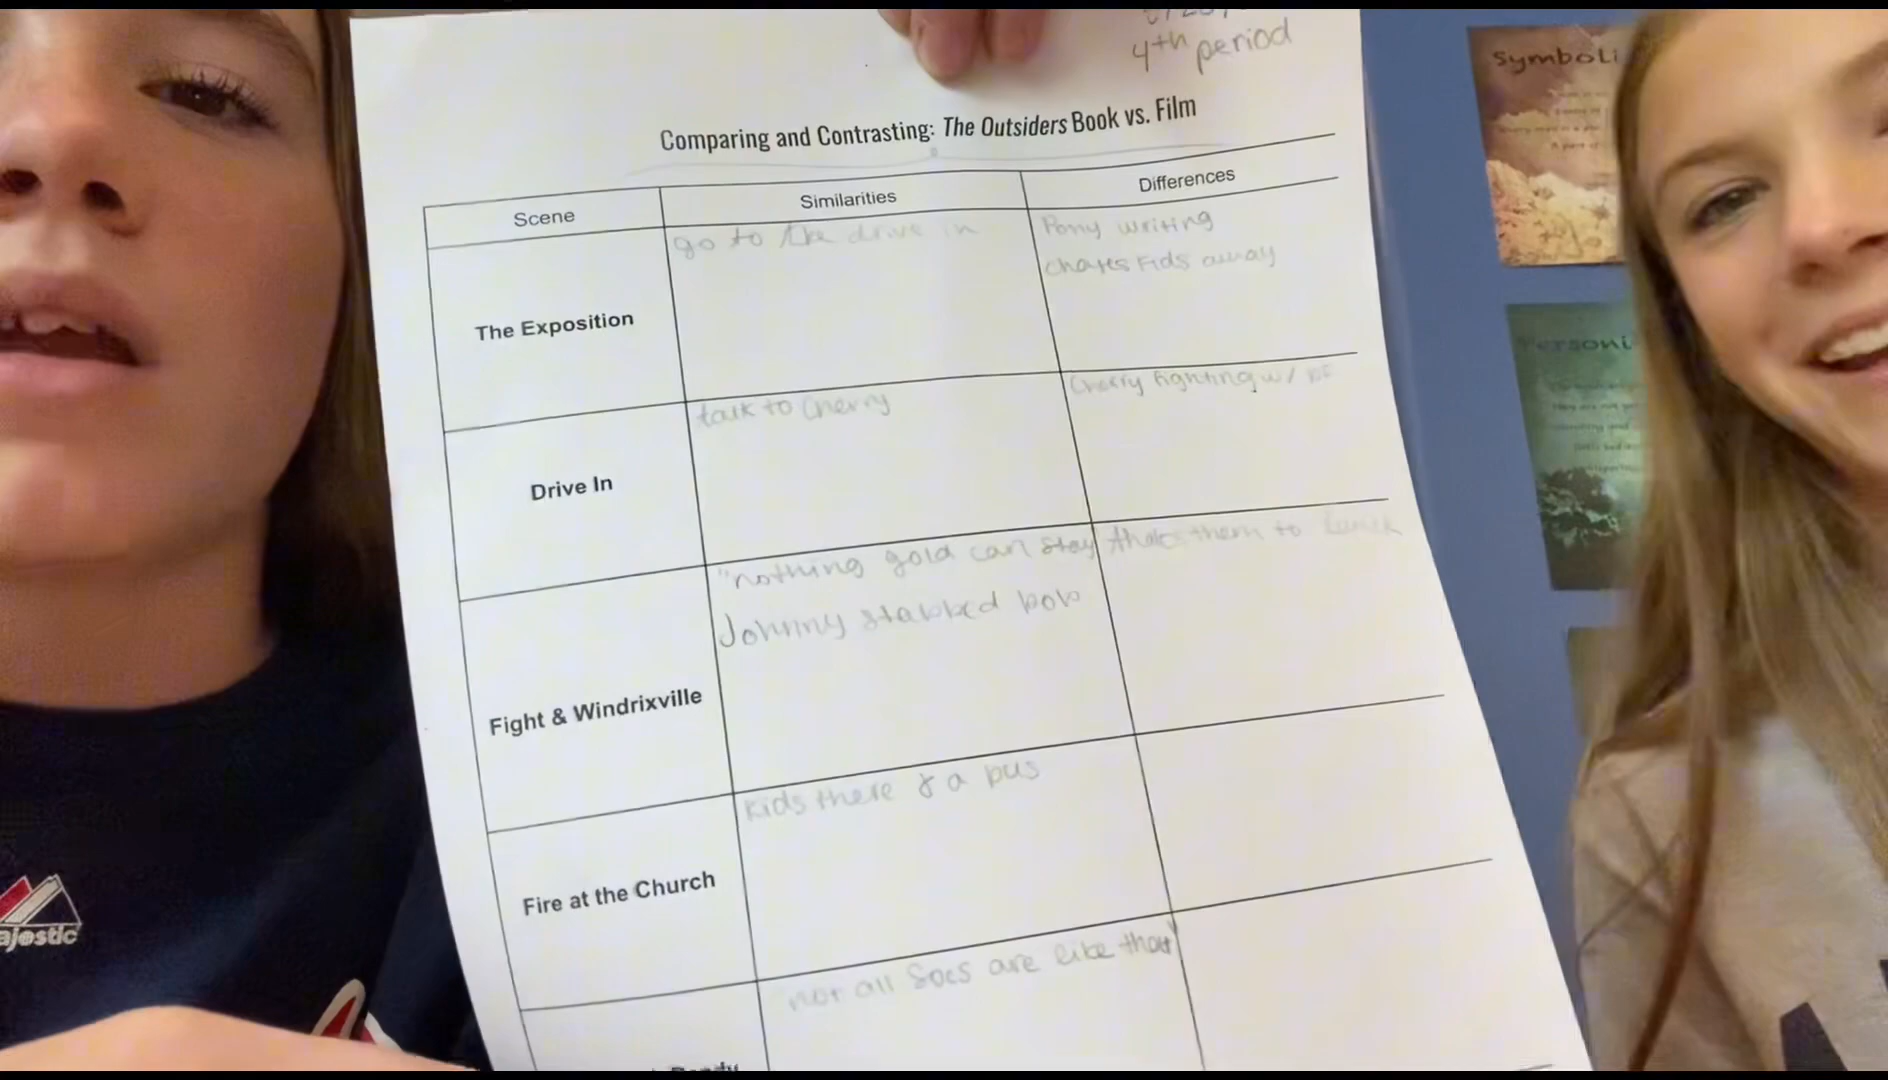 4th period
Comparing and Contrasting: The Outsiders Book vs. Film
Scene
Similarities
Differences
The Exposition
go to the drive in
Pony writing
chases kids away
Drive In
talk to Cherry
Cherry fighting w/
Fight & Windrixville
"nothing gold can stay
Johnny stabbed bob
them to
Fire at the Church
kids there & a bus
not all Socs are like that"
Symboli
Personi
ajestic